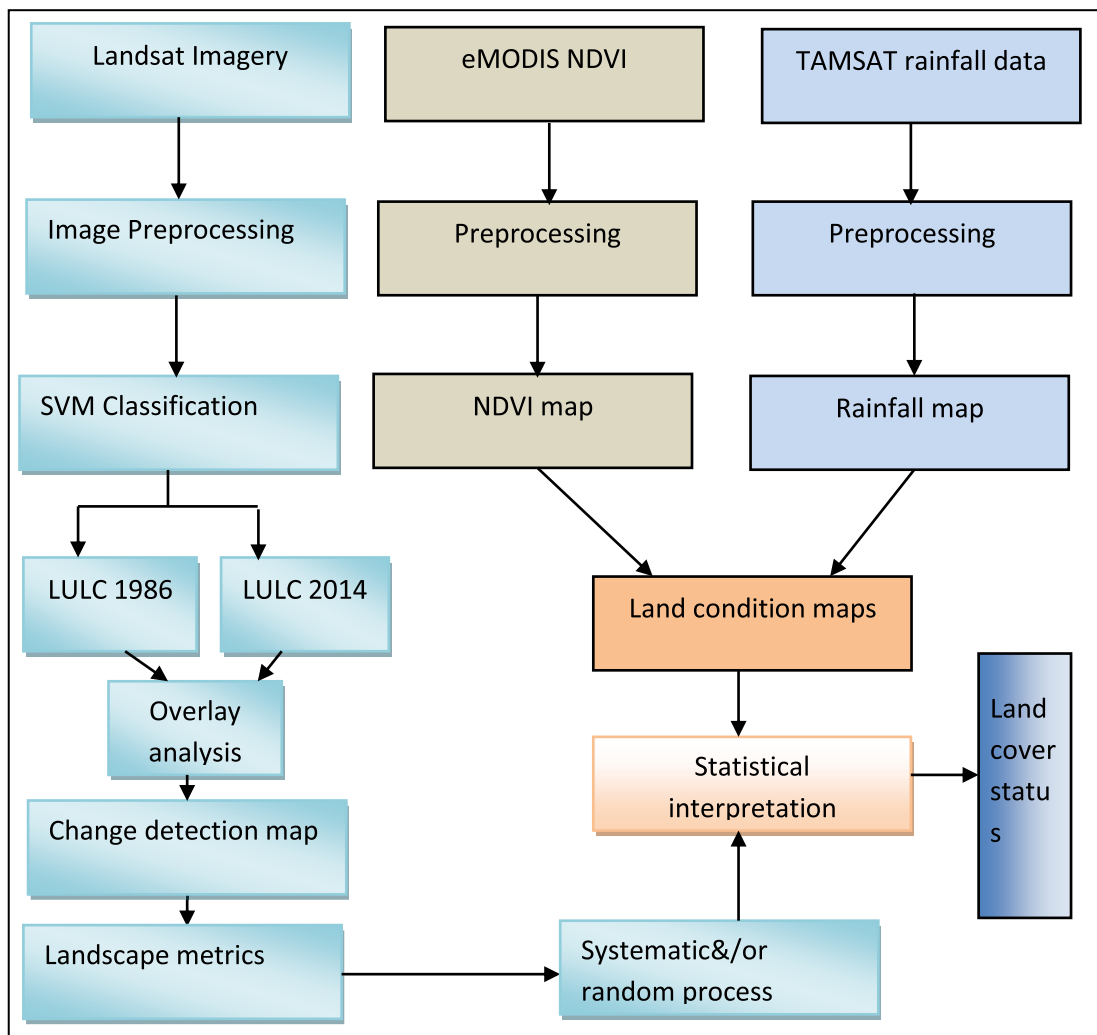 Landsat Imagery
eMODIS NDVI
TAMSAT rainfall data
Image Preprocessing
Preprocessing
Preprocessing
SVM Classification
NDVI map
Rainfall map
LULC 1986
LULC 2014
Land condition maps
Overlay
analysis
Statistical
interpretation
Land
cover
statu
s
Change detection map
Landscape metrics
Systematic&/or
random process